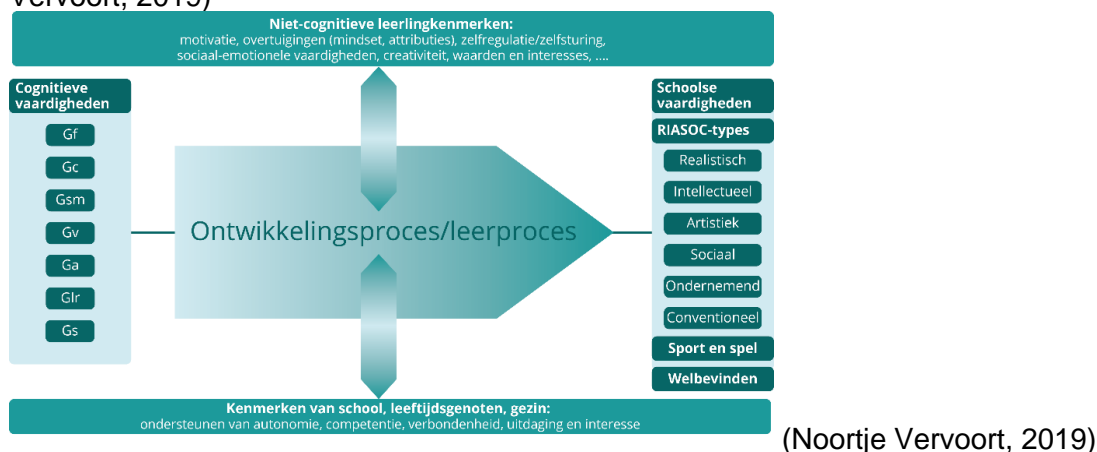 Vervoort, 2019)
Niet-cognitieve leerlingkenmerken:
motivatie, overtuigingen (mindset, attributies), zelfregulatie/zelfsturing,
sociaal-emotionele vaardigheden, creativiteit, waarden en interesses, ....
Cognitieve
vaardigheden
Gf
Gc
Gsm
Gv
Ga
Glr
Gs
Ontwikkelingsproces/leerproces
Schoolse
vaardigheden
RIASOC-types
Realistisch
Intellectueel
Artistiek
Sociaal
Ondernemend
Conventioneel
Sport en spel
Welbevinden
Kenmerken van school, leeftijdsgenoten, gezin:
ondersteunen van autonomie, competentie, verbondenheid, uitdaging en interesse
(Noortje Vervoort, 2019)